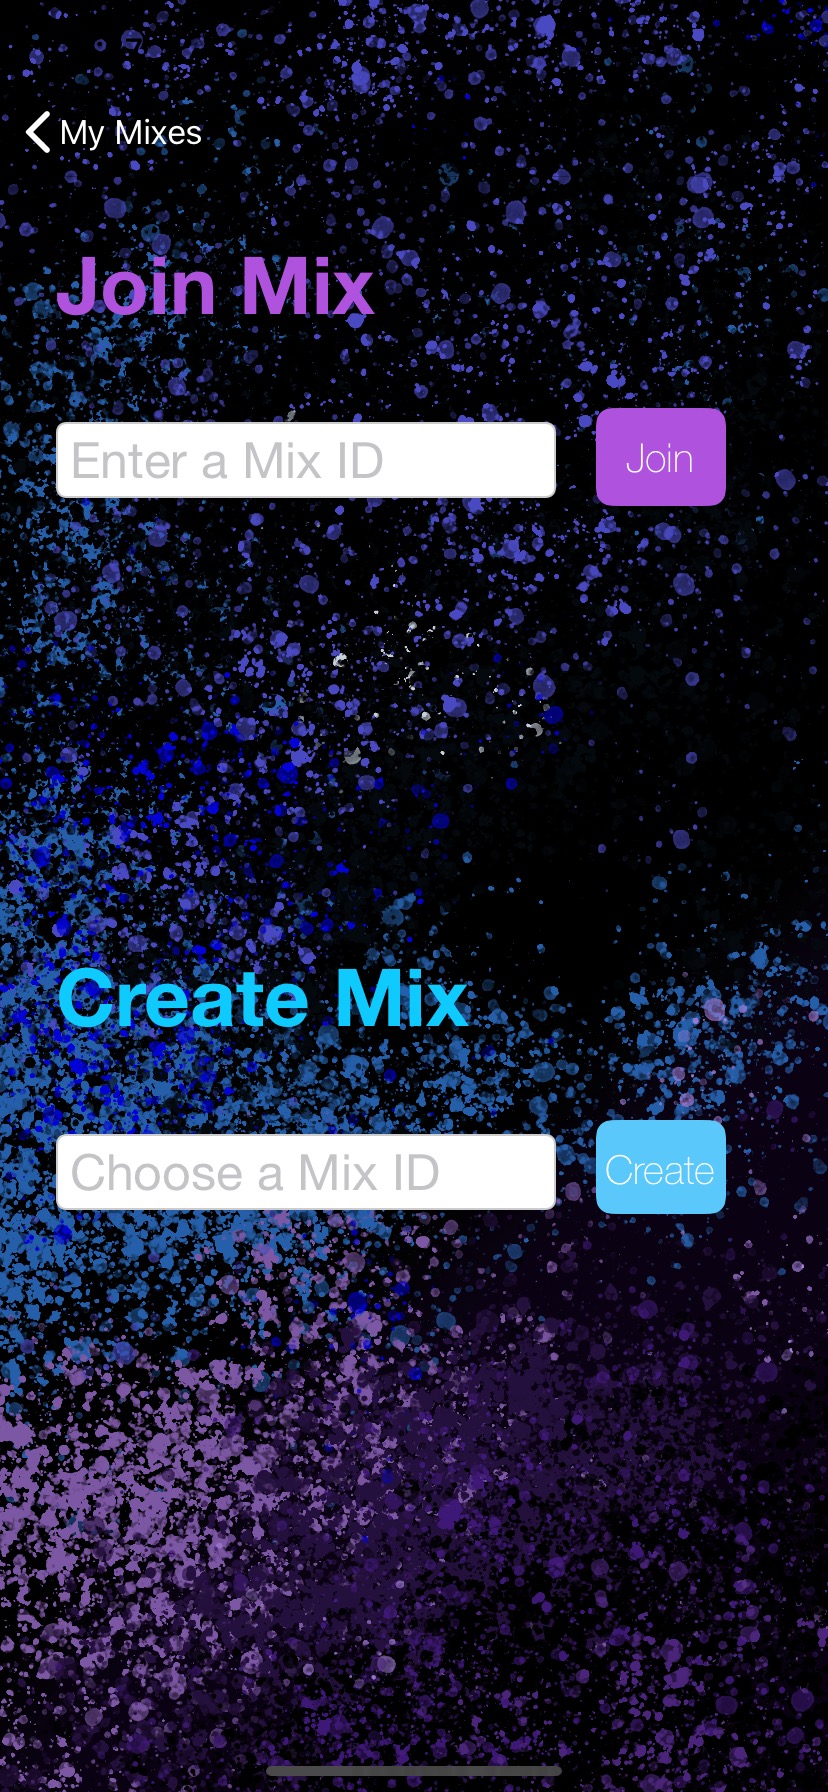 My Mixes
Join Mix
Enter a Mix ID
Join
Create Mix
Choose a Mix ID
Create